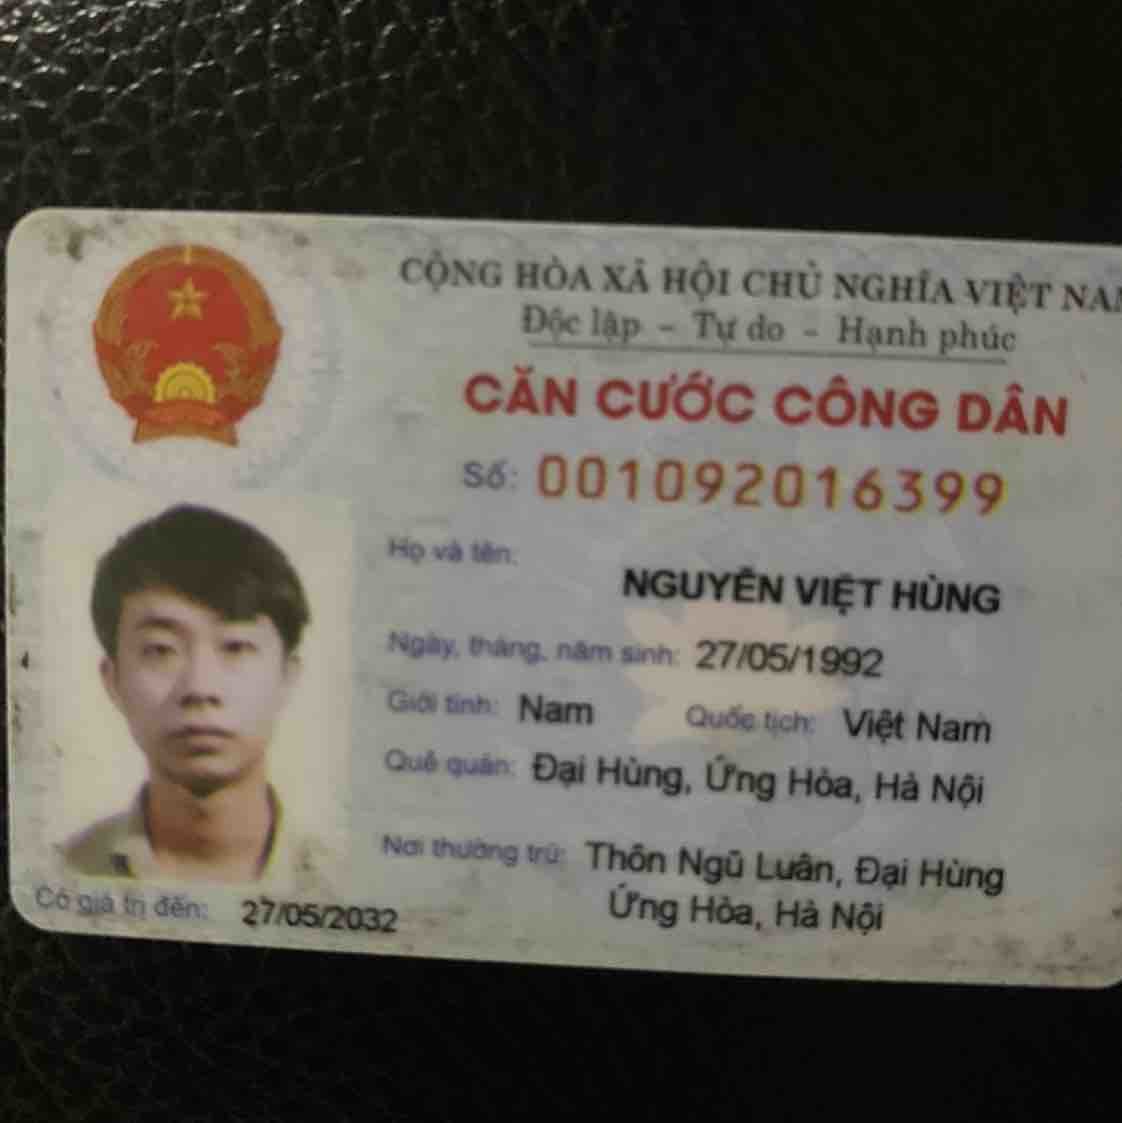 CỘNG HÒA XÃ HỘI CHỦ NGHĨA VIỆT NAM
Độc lập - Tự do - Hạnh phúc
CĂN CƯỚC CÔNG DÂN
Số: 001092016399
Họ và tên:
NGUYỄN VIỆT HÙNG
Ngày, tháng, năm sinh: 27/05/1992
Giới tính: Nam Quốc tịch: Việt Nam
Quê quán: Đại Hùng, Ứng Hòa, Hà Nội
Nơi thường trú: Thôn Ngũ Luân, Đại Hùng
Ứng Hòa, Hà Nội
Có giá trị đến: 27/05/2032